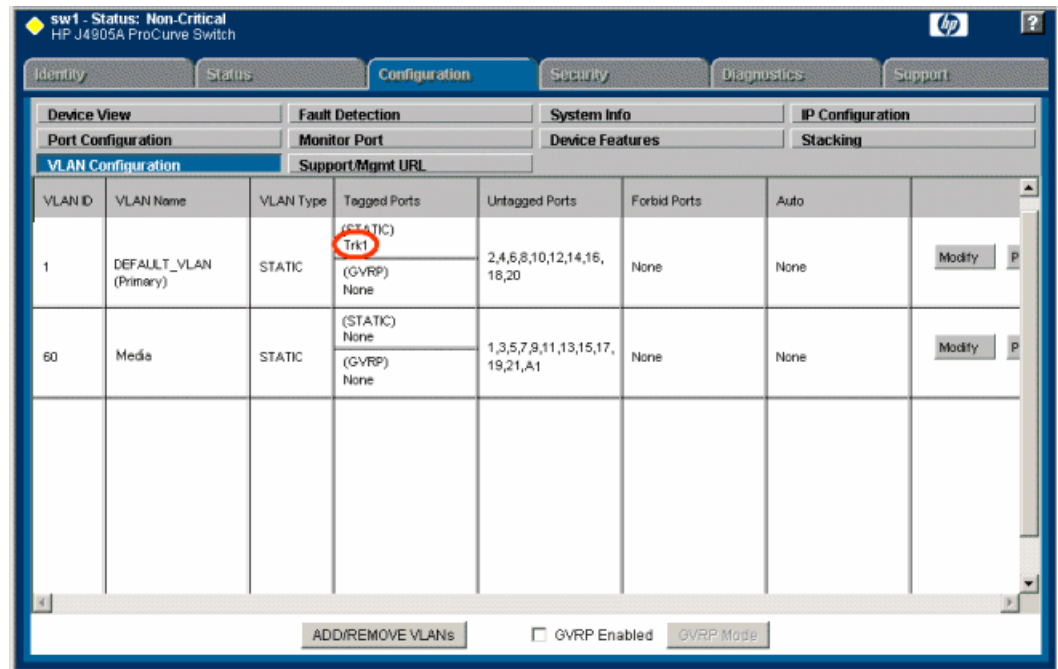 sw1 - Status: Non-Critical
HP J4905A ProCurve Switch
hp
?
Identity Status Configuration Security Diagnostics Support
Device View Fault Detection System Info IP Configuration
Port Configuration Monitor Port Device Features Stacking
VLAN Configuration Support/Mgmt URL
VLAN ID VLAN Name VLAN Type Tagged Ports Untagged Ports Forbid Ports Auto
(STATIC)
Trk1
1 DEFAULT_VLAN (Primary) STATIC (GVRP) None 2,4,6,8,10,12,14,16, 18,20 None None Modify P
(STATIC)
None
60 Media STATIC (GVRP) None 1,3,5,7,9,11,13,15,17, 19,21,A1 None None Modify P
ADD/REMOVE VLANs GVRP Enabled GVRP Mode